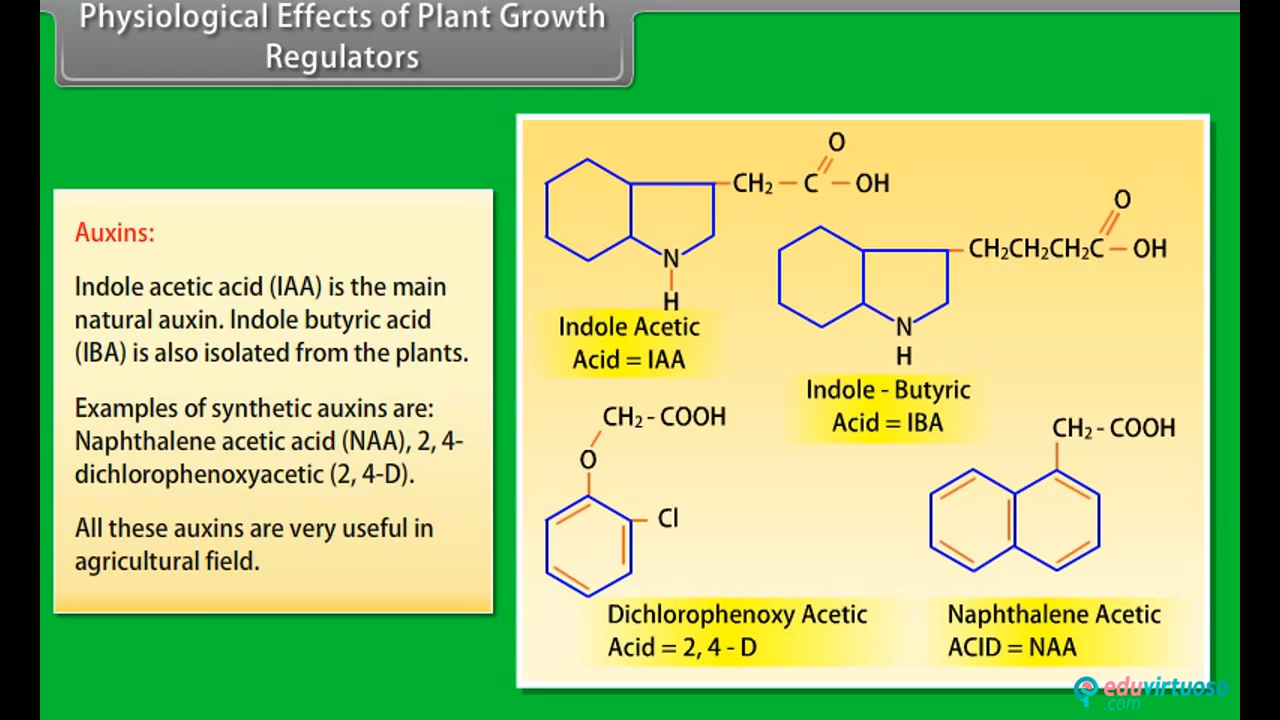 Physiological Effects of Plant Growth
Regulators
Auxins:
Indole acetic acid (IAA) is the main
natural auxin. Indole butyric acid
(IBA) is also isolated from the plants.
Examples of synthetic auxins are:
Naphthalene acetic acid (NAA), 2, 4-
dichlorophenoxyacetic (2, 4-D).
All these auxins are very useful in
agricultural field.
O
CH₂ — C — OH
N
H
Indole Acetic
Acid = IAA
O
CH₂CH₂CH₂C — OH
N
H
Indole - Butyric
Acid = IBA
CH₂ - COOH
O
Cl
Dichlorophenoxy Acetic
Acid = 2, 4 - D
CH₂ - COOH
Naphthalene Acetic
ACID = NAA
eduvirtuoso
.com